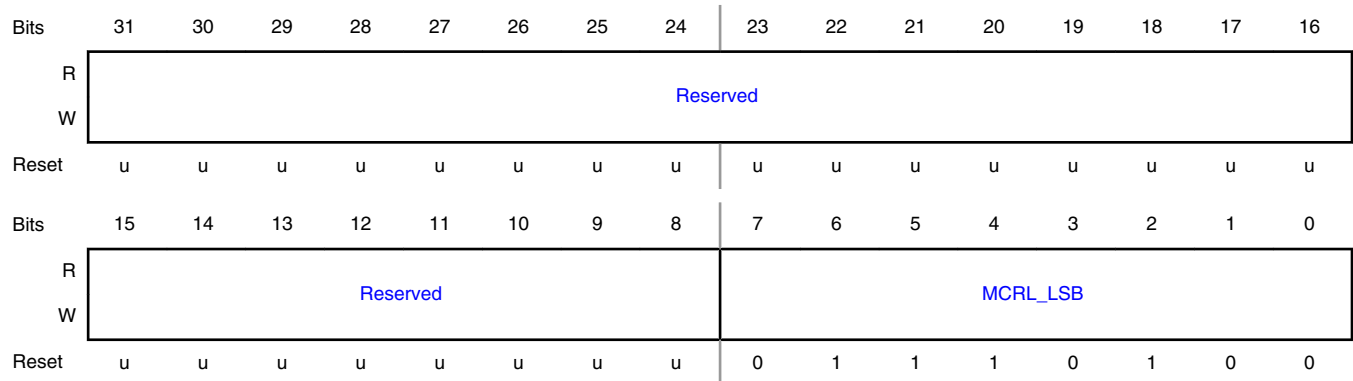 Bits 31 30 29 28 27 26 25 24 23 22 21 20 19 18 17 16
R
Reserved
W
Reset u u u u u u u u u u u u u u u u
Bits 15 14 13 12 11 10 9 8 7 6 5 4 3 2 1 0
R
Reserved MCRL_LSB
W
Reset u u u u u u u u 0 1 1 1 0 1 0 0